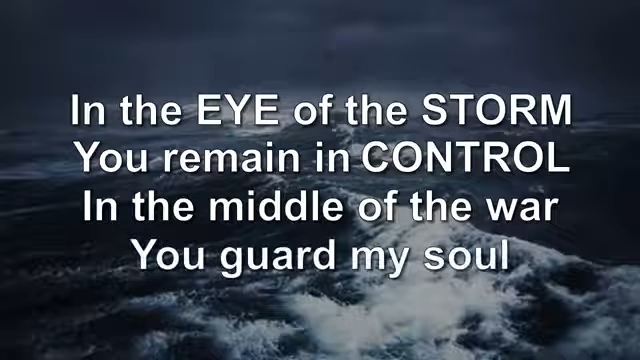 In the EYE of the STORM
You remain in CONTROL
In the middle of the war
You guard my soul